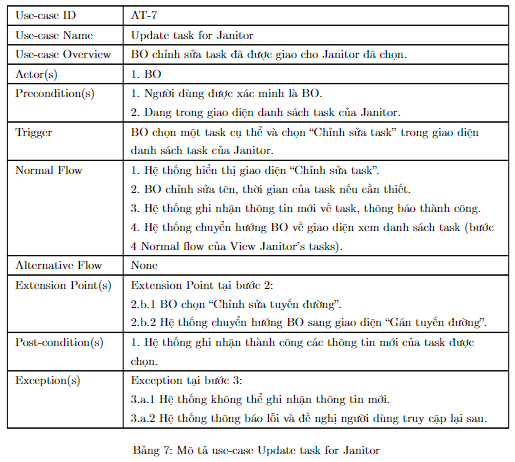 Use-case ID AT-7
Use-case Name Update task for Janitor
Use-case Overview BO chỉnh sửa task đã được giao cho Janitor đã chọn.
Actor(s) 1. BO
Precondition(s) 1. Người dùng được xác minh là BO.
2. Đang trong giao diện danh sách task của Janitor.
Trigger BO chọn một task cụ thể và chọn “Chỉnh sửa task” trong giao diện
danh sách task của Janitor.
Normal Flow 1. Hệ thống hiển thị giao diện “Chỉnh sửa task”.
2. BO chỉnh sửa tên, thời gian của task nếu cần thiết.
3. Hệ thống ghi nhận thông tin mới về task, thông báo thành công.
4. Hệ thống chuyển hướng BO về giao diện xem danh sách task (bước
4 Normal flow của View Janitor’s tasks).
Alternative Flow None
Extension Point(s) Extension Point tại bước 2:
2.b.1 BO chọn “Chỉnh sửa tuyến đường”.
2.b.2 Hệ thống chuyển hướng BO sang giao diện “Gán tuyến đường”.
Post-condition(s) 1. Hệ thống ghi nhận thành công các thông tin mới của task được
chọn.
Exception(s) Exception tại bước 3:
3.a.1 Hệ thống không thể ghi nhận thông tin mới.
3.a.2 Hệ thống thông báo lỗi và đề nghị người dùng truy cập lại sau.
Bảng 7: Mô tả use-case Update task for Janitor